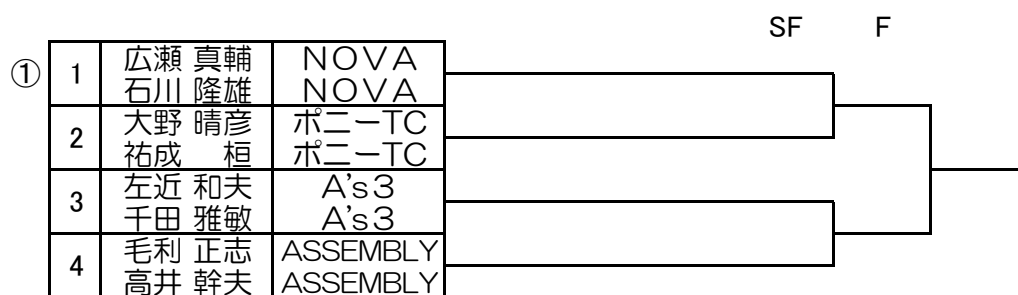 SF F
① 1 広瀬 真輔 NOVA
石川 隆雄 NOVA
2 大野 晴彦 ポニーTC
祐成 桓 ポニーTC
3 左近 和夫 A's3
千田 雅敏 A's3
4 毛利 正志 ASSEMBLY
高井 幹夫 ASSEMBLY